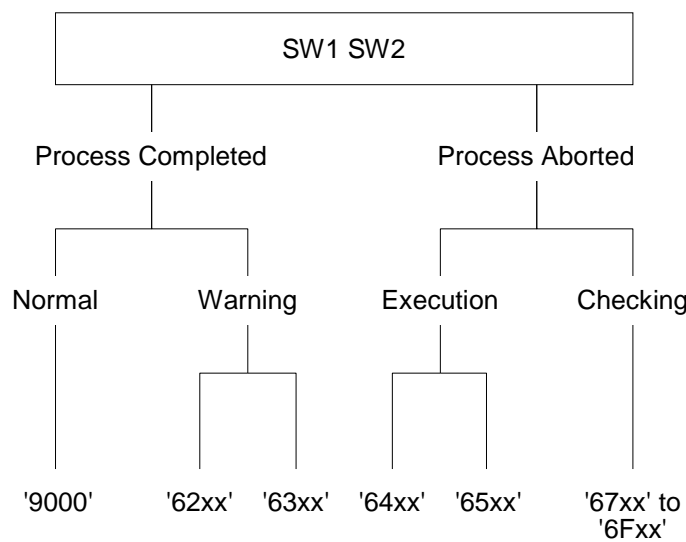 SW1 SW2
Process Completed
Process Aborted
Normal
Warning
Execution
Checking
'9000'
'62xx'
'63xx'
'64xx'
'65xx'
'67xx' to
'6Fxx'